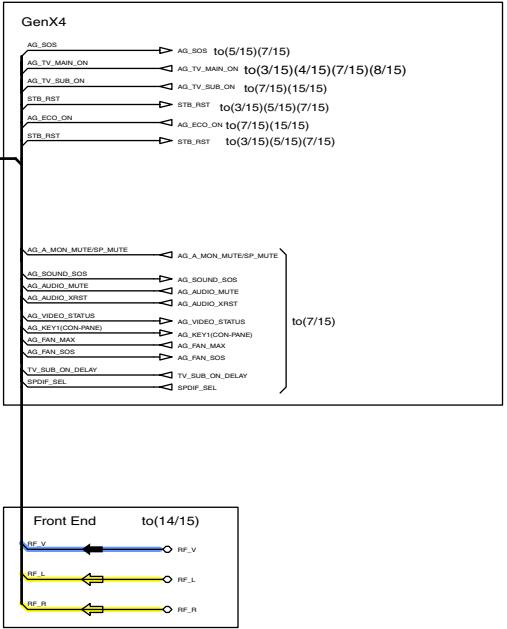 GenX4
AG_SOS AG_SOS to(5/15)(7/15)
AG_TV_MAIN_ON AG_TV_MAIN_ON to(3/15)(4/15)(7/15)(8/15)
AG_TV_SUB_ON AG_TV_SUB_ON to(7/15)(15/15)
STB_RST STB_RST to(3/15)(5/15)(7/15)
AG_ECO_ON AG_ECO_ON to(7/15)(15/15)
STB_RST STB_RST to(3/15)(5/15)(7/15)
AG_A_MON_MUTE/SP_MUTE AG_A_MON_MUTE/SP_MUTE
AG_SOUND_SOS AG_SOUND_SOS
AG_AUDIO_MUTE AG_AUDIO_MUTE
AG_AUDIO_XRST AG_AUDIO_XRST
to(7/15)
AG_VIDEO_STATUS AG_VIDEO_STATUS
AG_KEY1(CON-PANE) AG_KEY1(CON-PANE)
AG_FAN_MAX AG_FAN_MAX
AG_FAN_SOS AG_FAN_SOS
TV_SUB_ON_DELAY TV_SUB_ON_DELAY
SPDIF_SEL SPDIF_SEL
Front End to(14/15)
RF_V RF_V
RF_L RF_L
RF_R RF_R